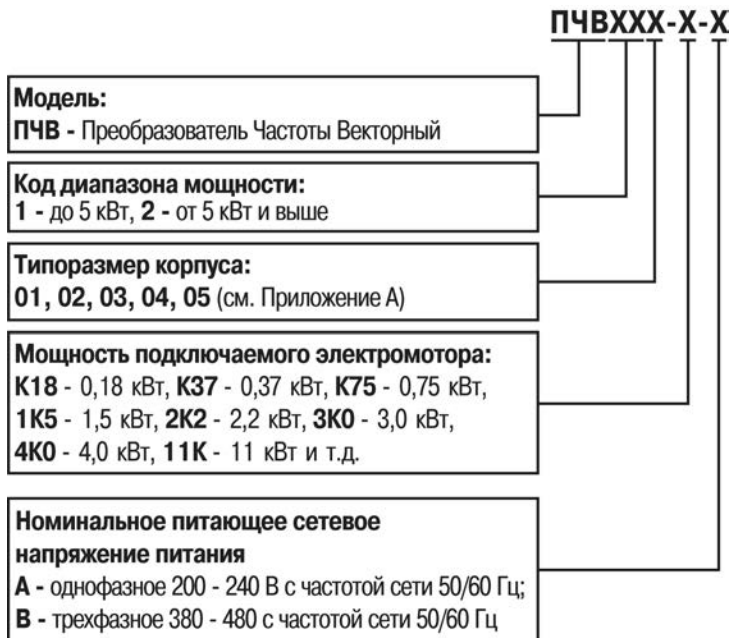 ПЧВХХХ-Х-Х
Модель:
ПЧВ - Преобразователь Частоты Векторный
Код диапазона мощности:
1 - до 5 кВт, 2 - от 5 кВт и выше
Типоразмер корпуса:
01, 02, 03, 04, 05 (см. Приложение А)
Мощность подключаемого электромотора:
К18 - 0,18 кВт, К37 - 0,37 кВт, К75 - 0,75 кВт,
1К5 - 1,5 кВт, 2К2 - 2,2 кВт, 3К0 - 3,0 кВт,
4К0 - 4,0 кВт, 11К - 11 кВт и т.д.
Номинальное питающее сетевое
напряжение питания
А - однофазное 200 - 240 В с частотой сети 50/60 Гц;
В - трехфазное 380 - 480 с частотой сети 50/60 Гц